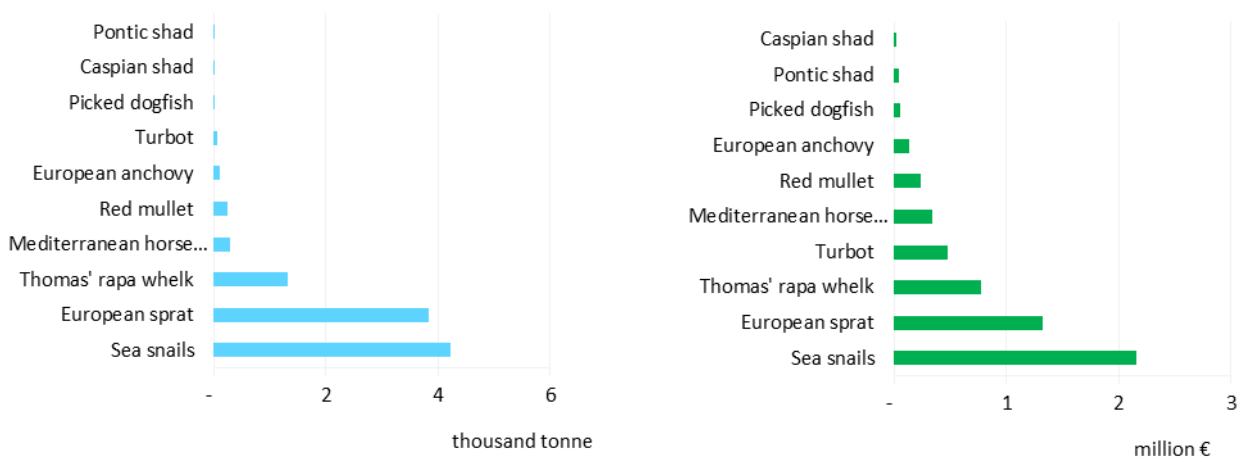 Pontic shad
Caspian shad
Picked dogfish
Turbot
European anchovy
Red mullet
Mediterranean horse...
Thomas' rapa whelk
European sprat
Sea snails
- 2 4 6
thousand tonne
Caspian shad
Pontic shad
Picked dogfish
European anchovy
Red mullet
Mediterranean horse...
Turbot
Thomas' rapa whelk
European sprat
Sea snails
- 1 2 3
million €